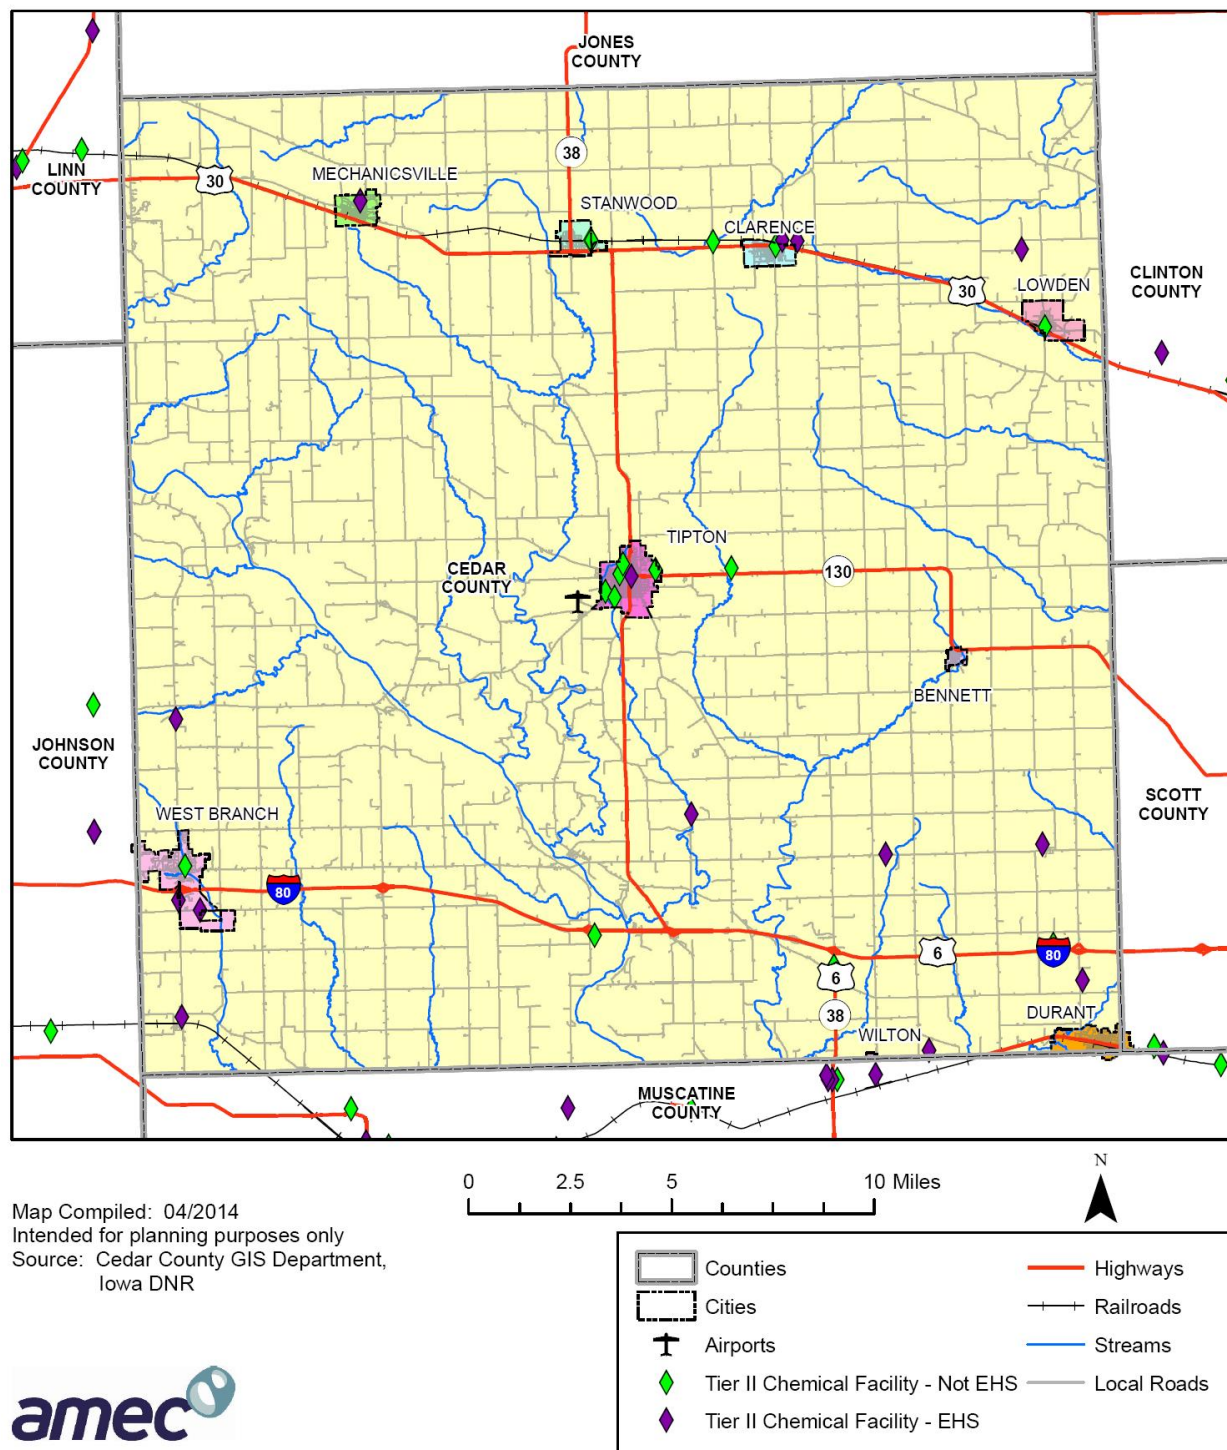 JONES
COUNTY
38
LINN
COUNTY
30
MECHANICSVILLE
STANWOOD
CLARENCE
30
LOWDEN
CLINTON
COUNTY
TIPTON
CEDAR
COUNTY
130
BENNETT
JOHNSON
COUNTY
SCOTT
COUNTY
WEST BRANCH
80
6
6
80
38
WILTON
DURANT
MUSCATINE
COUNTY
0 2.5 5 10 Miles
N
Map Compiled: 04/2014
Intended for planning purposes only
Source: Cedar County GIS Department,
Iowa DNR
Counties
Cities
Airports
Tier II Chemical Facility - Not EHS
Tier II Chemical Facility - EHS
Highways
Railroads
Streams
Local Roads
amec